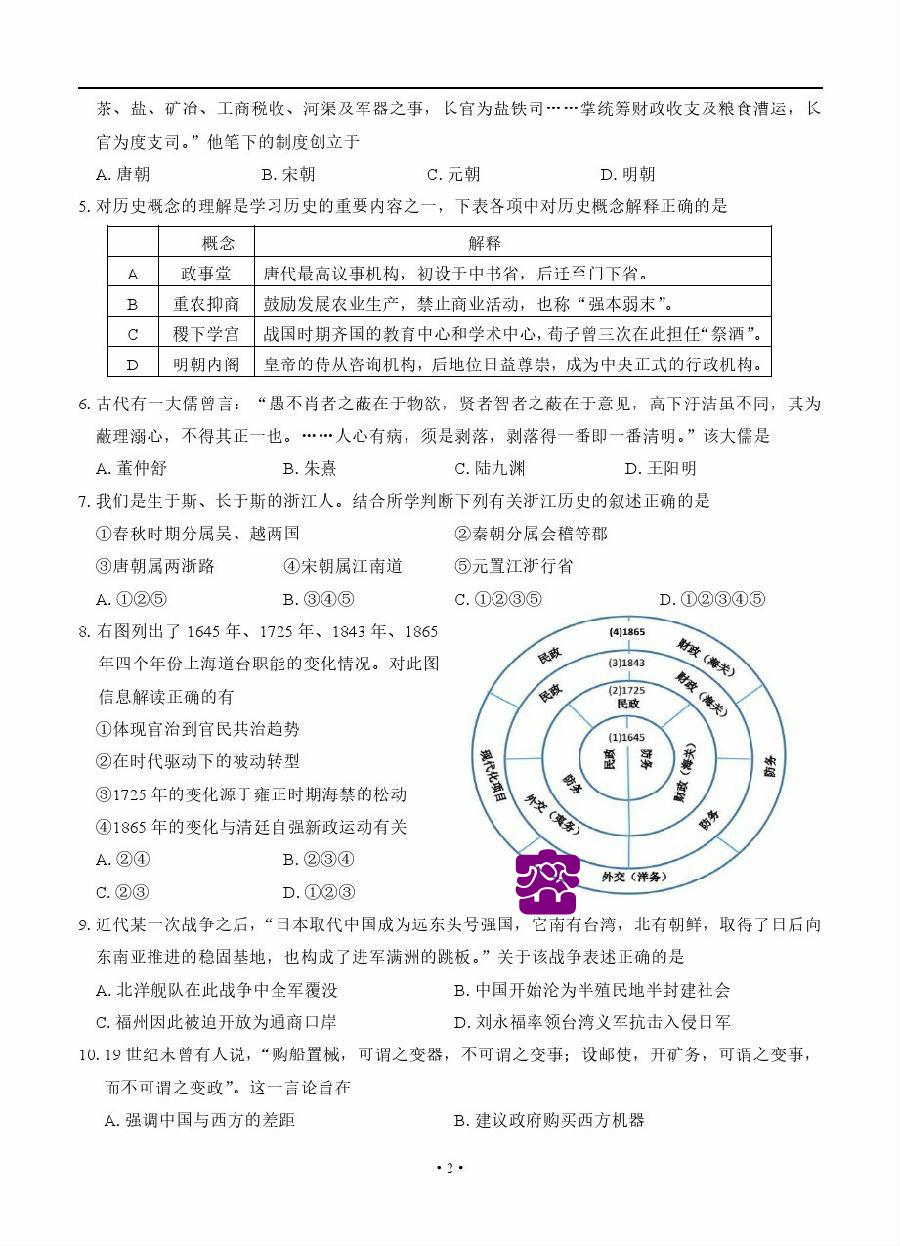 茶、盐、矿冶、工商税收、河渠及军器之事，长官为盐铁司……掌统筹财政收支及粮食漕运，长
官为度支司。”他笔下的制度创立于
A. 唐朝 B. 宋朝 C. 元朝 D. 明朝
5. 对历史概念的理解是学习历史的重要内容之一，下表各项中对历史概念解释正确的是
概念 解释
A 政事堂 唐代最高议事机构，初设于中书省，后迁至门下省。
B 重农抑商 鼓励发展农业生产，禁止商业活动，也称“强本弱末”。
C 稷下学宫 战国时期齐国的教育中心和学术中心，荀子曾三次在此担任“祭酒”。
D 明朝内阁 皇帝的侍从咨询机构，后地位日益尊崇，成为中央正式的行政机构。
6. 古代有一大儒曾言：“愚不肖者之蔽在于物欲，贤者智者之蔽在于意见，高下汙洁虽不同，其为
蔽理溺心，不得其正一也。……人心有病，须是剥落，剥落得一番即一番清明。”该大儒是
A. 董仲舒 B. 朱熹 C. 陆九渊 D. 王阳明
7. 我们是生于斯、长于斯的浙江人。结合所学判断下列有关浙江历史的叙述正确的是
①春秋时期分属吴、越两国 ②秦朝分属会稽等郡
③唐朝属两浙路 ④宋朝属江南道 ⑤元置江浙行省
A. ①②⑤ B. ③④⑤ C. ①②③⑤ D. ①②③④⑤
8. 右图列出了 1645 年、1725 年、1843 年、1865
年四个年份上海道台职能的变化情况。对此图
信息解读正确的有
①体现官治到官民共治趋势
②在时代驱动下的被动转型
③1725 年的变化源于雍正时期海禁的松动
④1865 年的变化与清廷自强新政运动有关
A. ②④ B. ②③④
C. ②③ D. ①②③
(4)1865
民政
财政（海关）
防务
外交（洋务）
现代化项目
(3)1843
民政
财政（海关）
防务
外交（夷务）
(2)1725
民政
财政（海关）
防务
(1)1645
民政
防务
9. 近代某一次战争之后，“日本取代中国成为远东头号强国，它南有台湾，北有朝鲜，取得了日后向
东南亚推进的稳固基地，也构成了进军满洲的跳板。”关于该战争表述正确的是
A. 北洋舰队在此战争中全军覆没 B. 中国开始沦为半殖民地半封建社会
C. 福州因此被迫开放为通商口岸 D. 刘永福率领台湾义军抗击入侵日军
10. 19 世纪末曾有人说，“购船置械，可谓之变器，不可谓之变事；设邮使，开矿务，可谓之变事，
而不可谓之变政”。这一言论旨在
A. 强调中国与西方的差距 B. 建议政府购买西方机器
· 2 ·